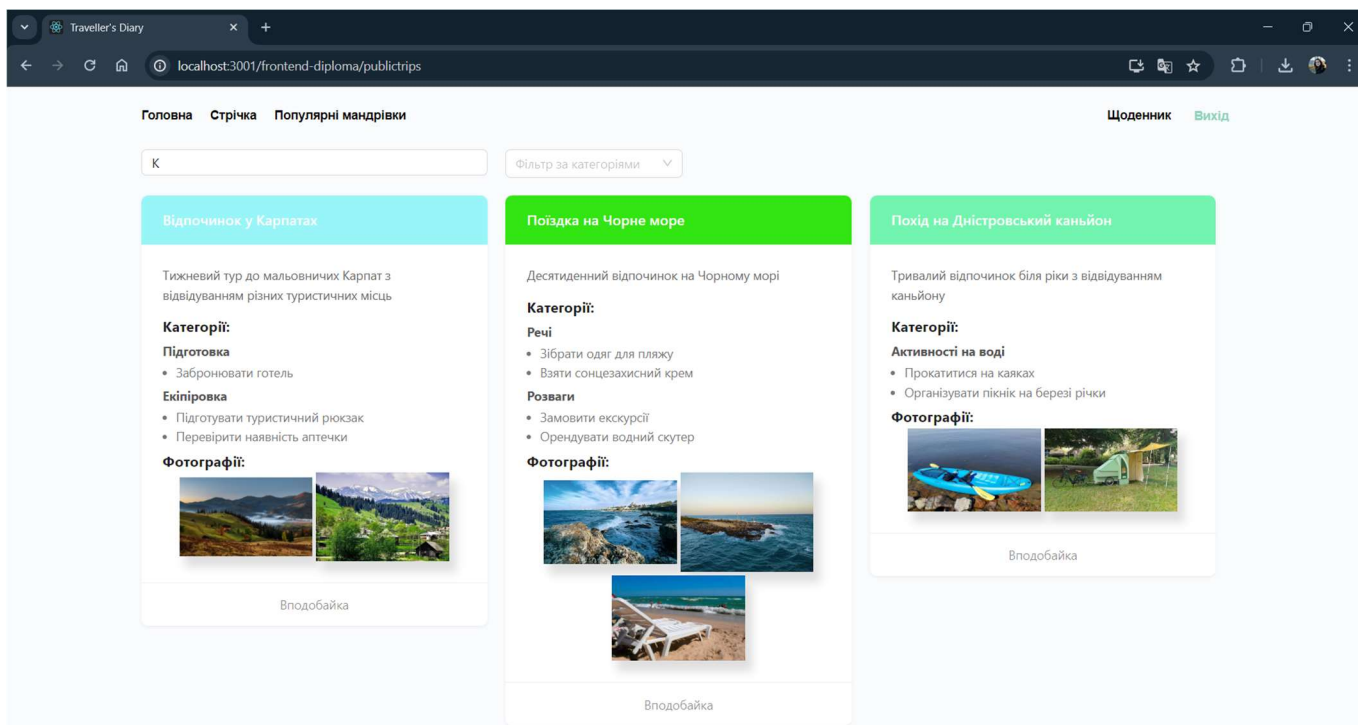 Traveller's Diary
localhost:3001/frontend-diploma/publictrips
Головна Стрічка Популярні мандрівки Щоденник Вихід
К
Фільтр за категоріями
Відпочинок у Карпатах
Тижневий тур до мальовничих Карпат з
відвідуванням різних туристичних місць
Категорії:
Підготовка
Забронювати готель
Екіпіровка
Підготувати туристичний рюкзак
Перевірити наявність аптечки
Фотографії:
Вподобайка
Поїздка на Чорне море
Десятиденний відпочинок на Чорному морі
Категорії:
Речі
Зібрати одяг для пляжу
Взяти сонцезахисний крем
Розваги
Замовити екскурсії
Орендувати водний скутер
Фотографії:
Вподобайка
Похід на Дністровський каньйон
Тривалий відпочинок біля ріки з відвідуванням
каньйону
Категорії:
Активності на воді
Прокатитися на каяках
Організувати пікнік на березі річки
Фотографії:
Вподобайка